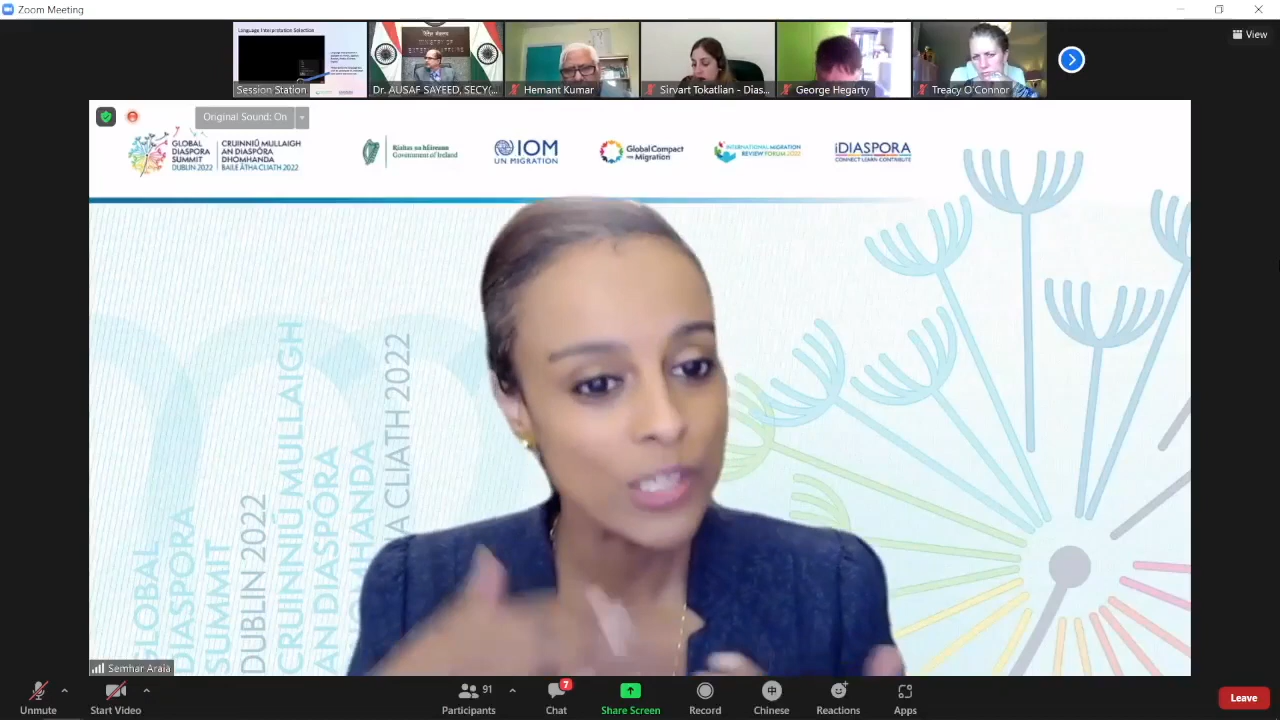 Zoom Meeting
View
Language Interpretation Selection
Session Station
Dr. AUSAF SAYEED, SECY(...
Hemant Kumar
Sirvart Tokatlian - Dias...
George Hegarty
Treacy O'Connor
Original Sound: On
GLOBAL
DIASPORA
SUMMIT
DUBLIN 2022
CRUINNIÚ MULLAIGH
AN DIASPÓRA
DHOMHANDA
BAILE ÁTHA CLIATH 2022
Rialtas na hÉireann
Government of Ireland
IOM
UN MIGRATION
Global Compact
for Migration
INTERNATIONAL MIGRATION
REVIEW FORUM 2022
iDIASPORA
CONNECT LEARN CONTRIBUTE
GLOBAL
DIASPORA
SUMMIT
DUBLIN 2022
CRUINNIÚ MULLAIGH
AN DIASPÓRA
CLIATH 2022
Semhar Araia
Unmute
Start Video
Participants
91
Chat
7
Share Screen
Record
中
Chinese
Reactions
Apps
Leave